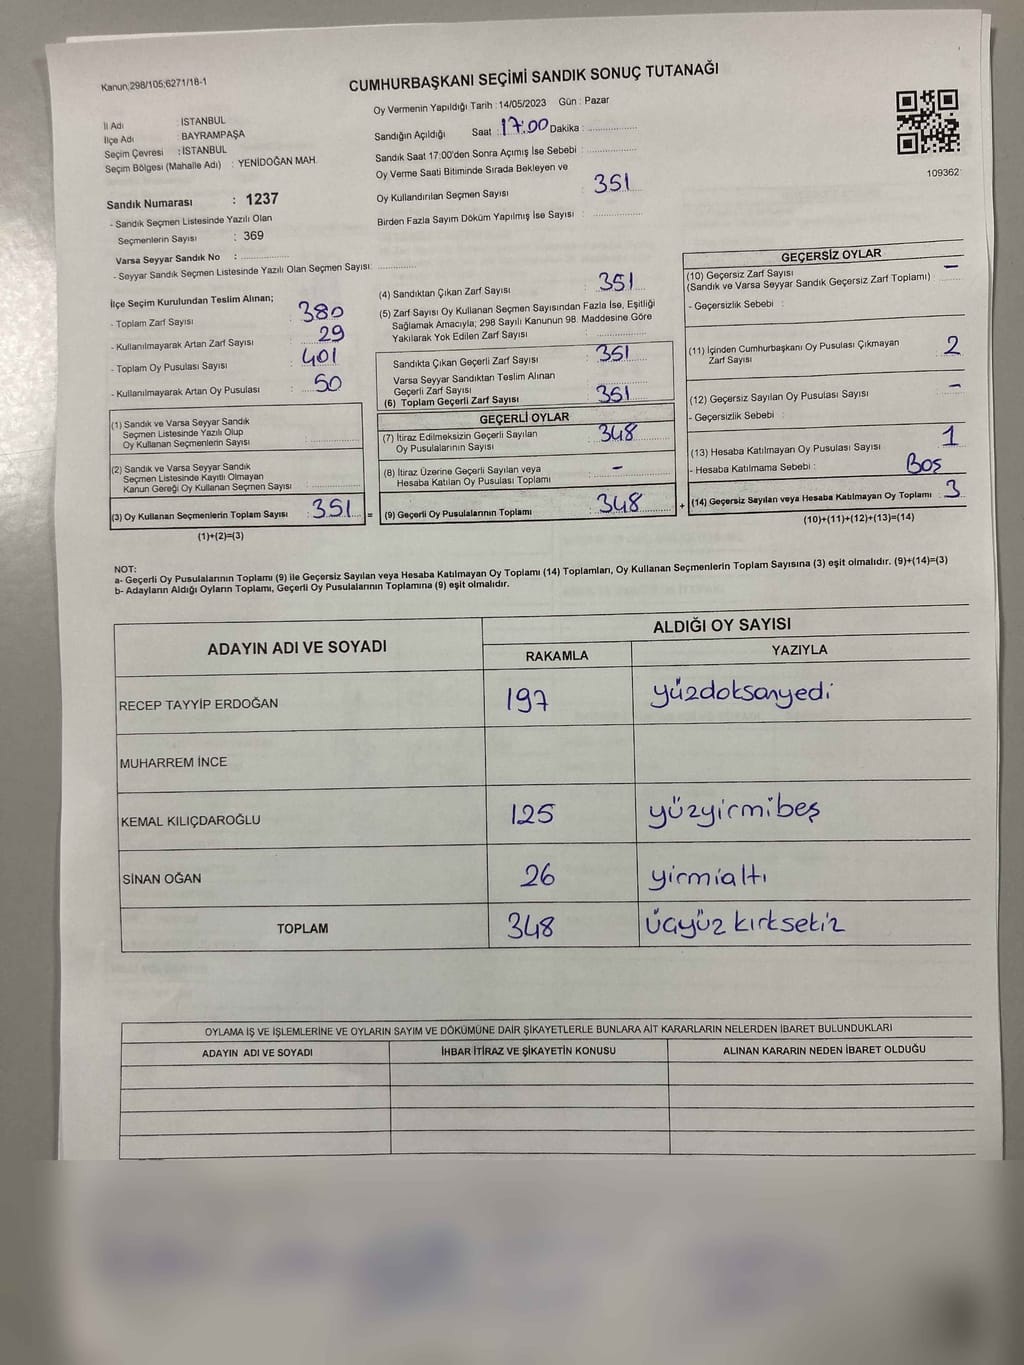 Kanun;298/105;6271/18-1
CUMHURBAŞKANI SEÇİMİ SANDIK SONUÇ TUTANAĞI
İl Adı : İSTANBUL
İlçe Adı : BAYRAMPAŞA
Seçim Çevresi : İSTANBUL
Seçim Bölgesi (Mahalle Adı) : YENİDOĞAN MAH.
Sandık Numarası : 1237
- Sandık Seçmen Listesinde Yazılı Olan
Seçmenlerin Sayısı : 369
Varsa Seyyar Sandık No :
- Seyyar Sandık Seçmen Listesinde Yazılı Olan Seçmen Sayısı:
Oy Vermenin Yapıldığı Tarih : 14/05/2023 Gün : Pazar
Sandığın Açıldığı Saat : 17:00 Dakika :
Sandık Saat 17:00'den Sonra Açımış İse Sebebi :
Oy Verme Saati Bitiminde Sırada Bekleyen ve
Oy Kullandırılan Seçmen Sayısı : 351
Birden Fazla Sayım Döküm Yapılmış İse Sayısı :
109362
İlçe Seçim Kurulundan Teslim Alınan;
- Toplam Zarf Sayısı : 380
- Kullanılmayarak Artan Zarf Sayısı : 29
- Toplam Oy Pusulası Sayısı : 401
- Kullanılmayarak Artan Oy Pusulası : 50
(1) Sandık ve Varsa Seyyar Sandık
Seçmen Listesinde Yazılı Olup
Oy Kullanan Seçmenlerin Sayısı :
(2) Sandık ve Varsa Seyyar Sandık
Seçmen Listesinde Kayıtlı Olmayan
Kanun Gereği Oy Kullanan Seçmen Sayısı :
(3) Oy Kullanan Seçmenlerin Toplam Sayısı : 351 =
(1)+(2)=(3)
(4) Sandıktan Çıkan Zarf Sayısı : 351
(5) Zarf Sayısı Oy Kullanan Seçmen Sayısından Fazla İse, Eşitliği
Sağlamak Amacıyla; 298 Sayılı Kanunun 98. Maddesine Göre
Yakılarak Yok Edilen Zarf Sayısı :
Sandıkta Çıkan Geçerli Zarf Sayısı : 351
Varsa Seyyar Sandıktan Teslim Alınan
Geçerli Zarf Sayısı :
(6) Toplam Geçerli Zarf Sayısı : 351
GEÇERLİ OYLAR
(7) İtiraz Edilmeksizin Geçerli Sayılan
Oy Pusulalarının Sayısı : 348
(8) İtiraz Üzerine Geçerli Sayılan veya
Hesaba Katılan Oy Pusulası Toplamı : -
(9) Geçerli Oy Pusulalarının Toplamı : 348 +
GEÇERSİZ OYLAR
(10) Geçersiz Zarf Sayısı -
(Sandık ve Varsa Seyyar Sandık Geçersiz Zarf Toplamı) :
- Geçersizlik Sebebi :
(11) İçinden Cumhurbaşkanı Oy Pusulası Çıkmayan 2
Zarf Sayısı :
(12) Geçersiz Sayılan Oy Pusulası Sayısı : -
- Geçersizlik Sebebi :
(13) Hesaba Katılmayan Oy Pusulası Sayısı : 1
- Hesaba Katılmama Sebebi : Boş
(14) Geçersiz Sayılan veya Hesaba Katılmayan Oy Toplamı : 3
(10)+(11)+(12)+(13)=(14)
NOT:
a- Geçerli Oy Pusulalarının Toplamı (9) ile Geçersiz Sayılan veya Hesaba Katılmayan Oy Toplamı (14) Toplamları, Oy Kullanan Seçmenlerin Toplam Sayısına (3) eşit olmalıdır. (9)+(14)=(3)
b- Adayların Aldığı Oyların Toplamı, Geçerli Oy Pusulalarının Toplamına (9) eşit olmalıdır.
ADAYIN ADI VE SOYADI ALDIĞI OY SAYISI
RAKAMLA YAZIYLA
RECEP TAYYİP ERDOĞAN 197 yüzdoksanyedi
MUHARREM İNCE
KEMAL KILIÇDAROĞLU 125 yüzyirmibeş
SİNAN OĞAN 26 yirmialtı
TOPLAM 348 üçyüz kırksekiz
OYLAMA İŞ VE İŞLEMLERİNE VE OYLARIN SAYIM VE DÖKÜMÜNE DAİR ŞİKAYETLERLE BUNLARA AİT KARARLARIN NELERDEN İBARET BULUNDUKLARI
ADAYIN ADI VE SOYADI İHBAR İTİRAZ VE ŞİKAYETİN KONUSU ALINAN KARARIN NEDEN İBARET OLDUĞU